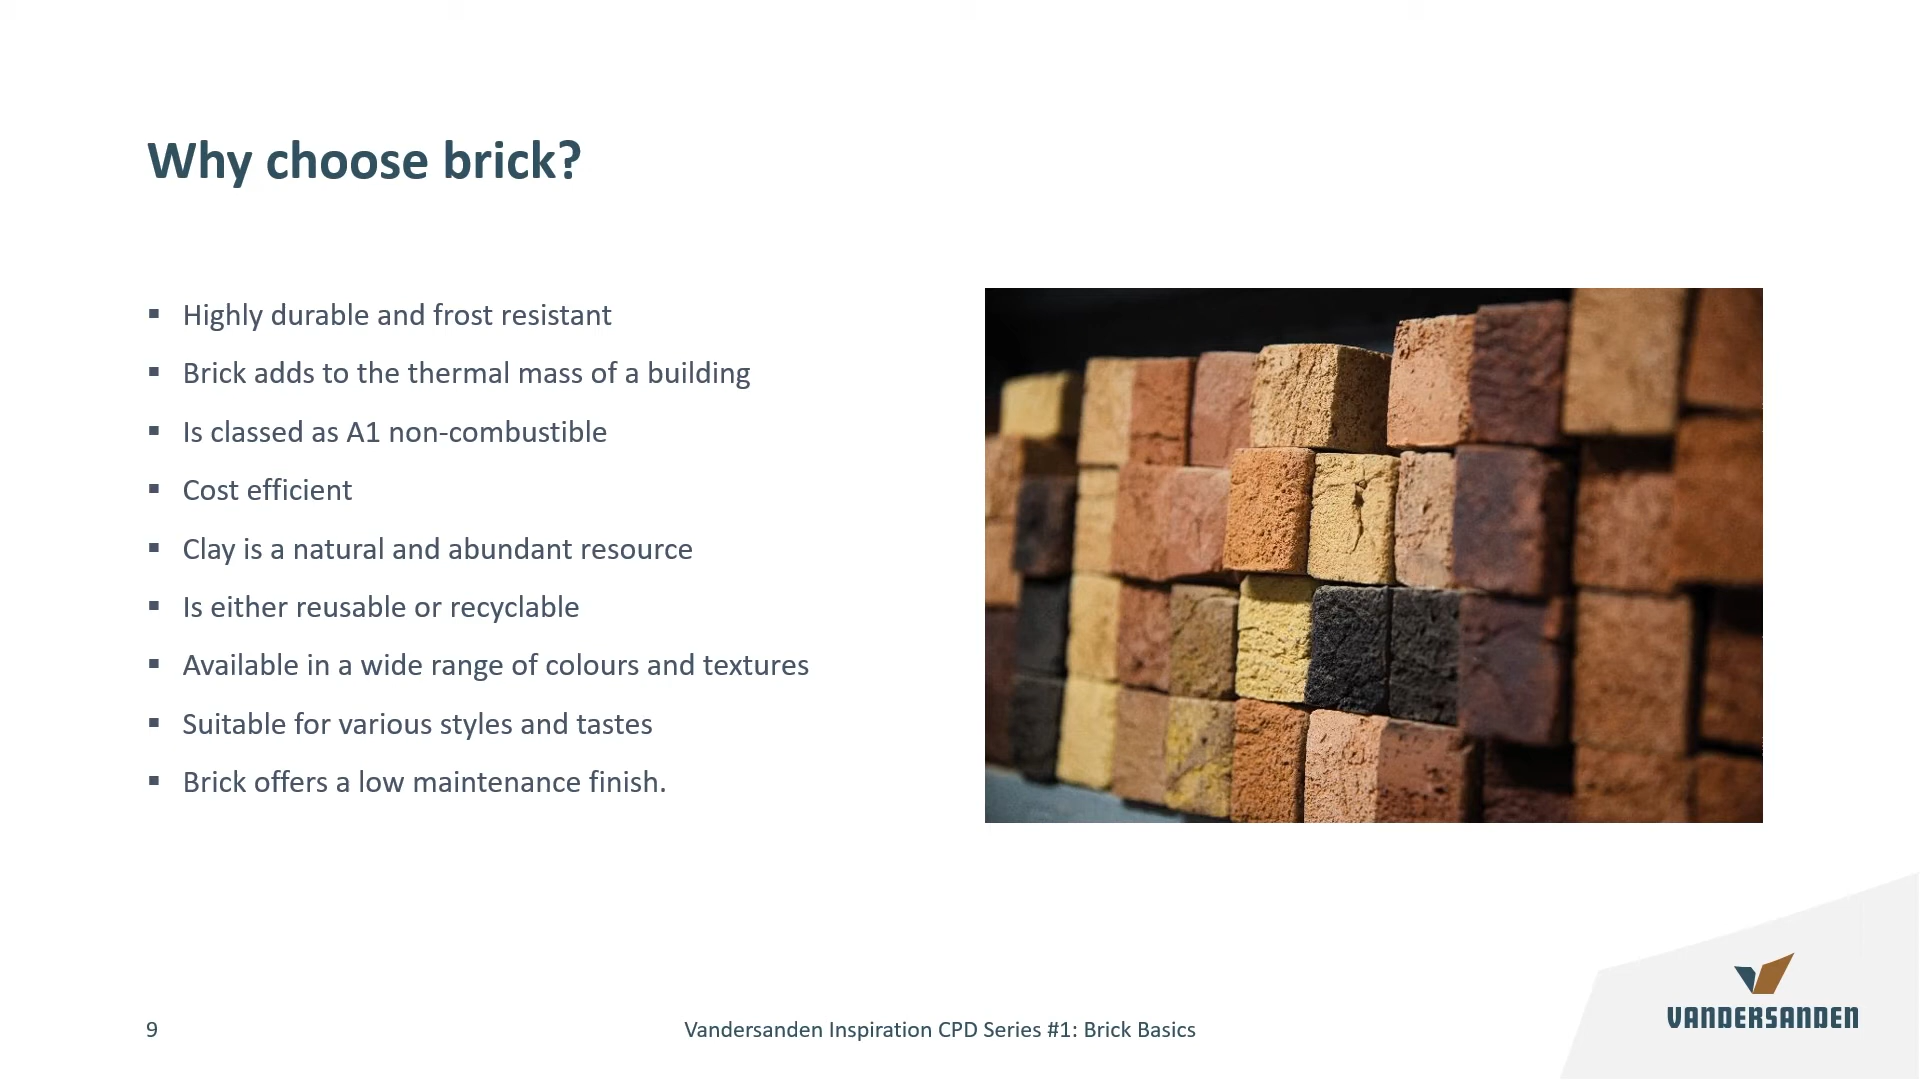 Why choose brick?
▪ Highly durable and frost resistant
▪ Brick adds to the thermal mass of a building
▪ Is classed as A1 non-combustible
▪ Cost efficient
▪ Clay is a natural and abundant resource
▪ Is either reusable or recyclable
▪ Available in a wide range of colours and textures
▪ Suitable for various styles and tastes
▪ Brick offers a low maintenance finish.
9
Vandersanden Inspiration CPD Series #1: Brick Basics
VANDERSANDEN